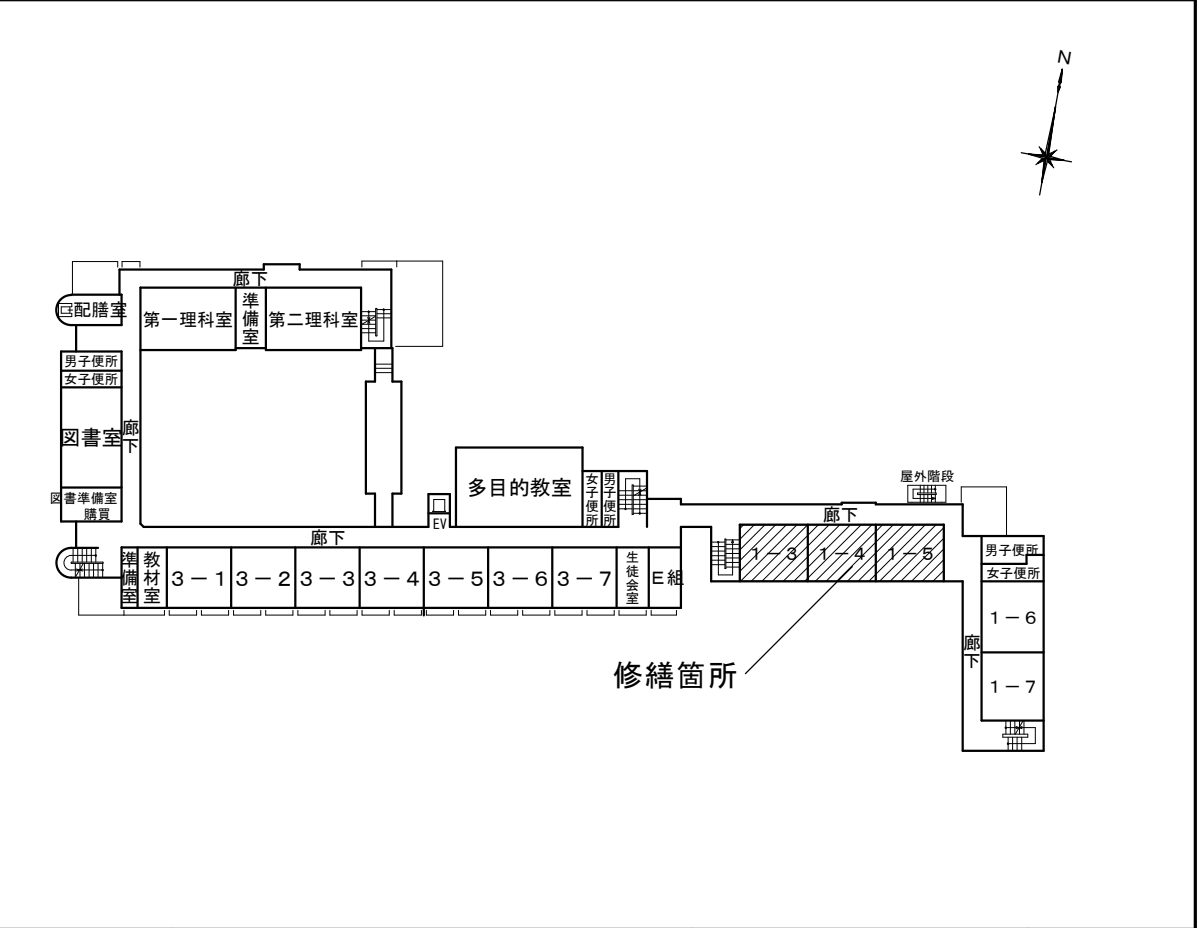 N
廊下
配膳室
第一理科室
準備室
第二理科室
男子便所
女子便所
図書室
廊下
図書準備室
購買
多目的教室
女子便所
男子便所
EV
屋外階段
廊下
廊下
準備室
教材室
3－1
3－2
3－3
3－4
3－5
3－6
3－7
生徒会室
E組
1－3
1－4
1－5
男子便所
女子便所
1－6
廊下
1－7
修繕箇所